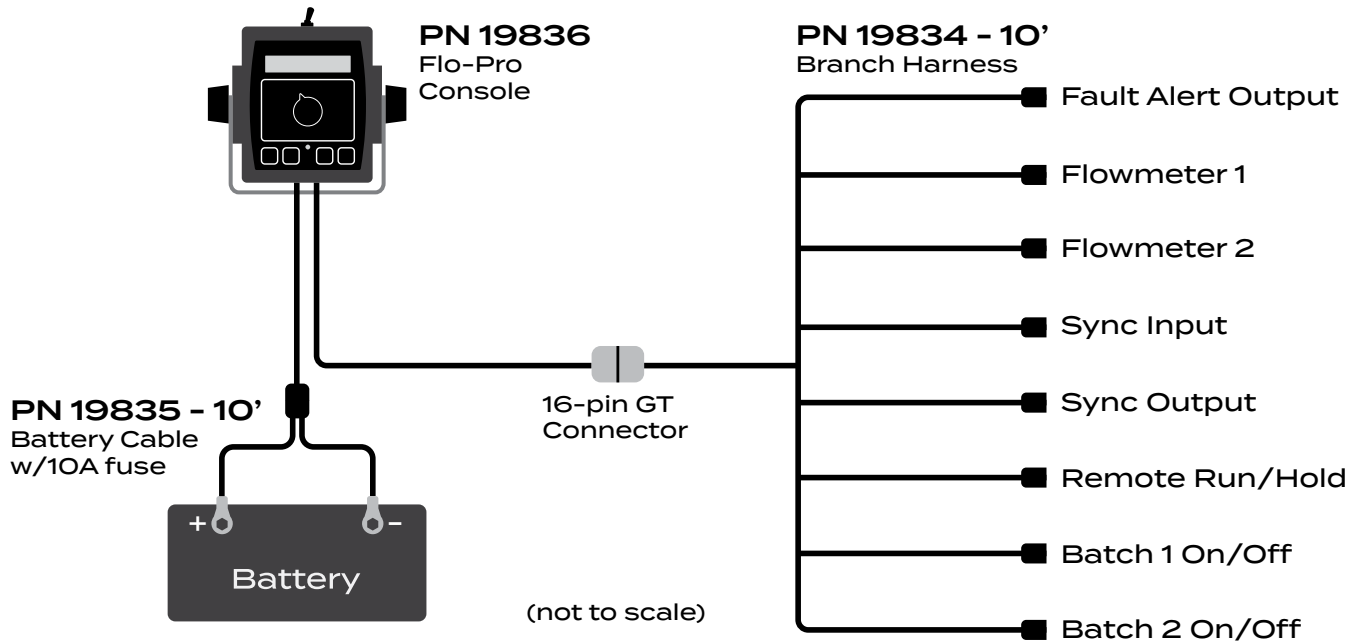 PN 19836
Flo-Pro
Console
PN 19834 - 10'
Branch Harness
Fault Alert Output
Flowmeter 1
Flowmeter 2
Sync Input
Sync Output
Remote Run/Hold
Batch 1 On/Off
Batch 2 On/Off
16-pin GT
Connector
PN 19835 - 10'
Battery Cable
w/10A fuse
+ -
Battery
(not to scale)